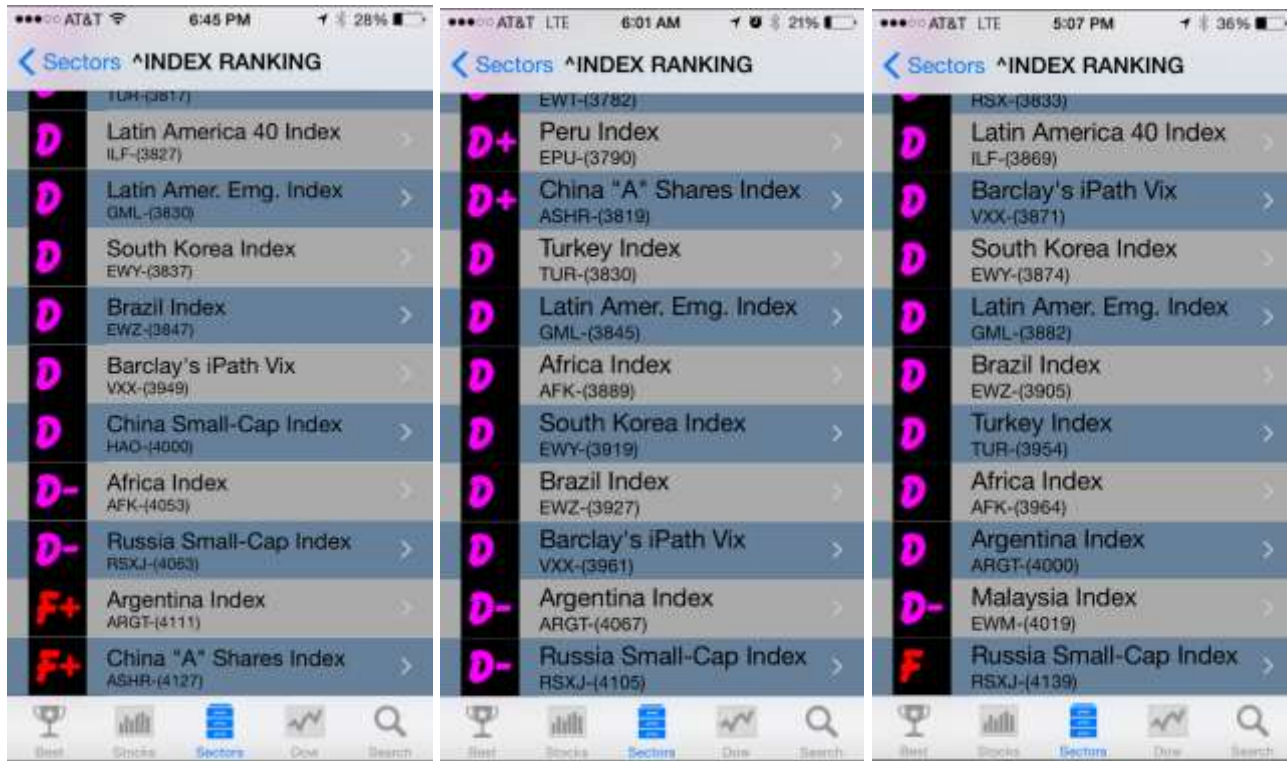 AT&T
6:45 PM
28%
Sectors ^INDEX RANKING
TUR-(3817)
D
Latin America 40 Index
ILF-(3827)
D
Latin Amer. Emg. Index
GML-(3830)
D
South Korea Index
EWY-(3837)
D
Brazil Index
EWZ-(3847)
D
Barclay's iPath Vix
VXX-(3949)
D
China Small-Cap Index
HAO-(4000)
D-
Africa Index
AFK-(4053)
D-
Russia Small-Cap Index
RSXJ-(4063)
F+
Argentina Index
ARGT-(4111)
F+
China "A" Shares Index
ASHR-(4127)
Best
Stocks
Sectors
Dow
Search
AT&T LTE
6:01 AM
21%
Sectors ^INDEX RANKING
EWT-(3782)
D+
Peru Index
EPU-(3790)
D+
China "A" Shares Index
ASHR-(3819)
D
Turkey Index
TUR-(3830)
D
Latin Amer. Emg. Index
GML-(3845)
D
Africa Index
AFK-(3889)
D
South Korea Index
EWY-(3919)
D
Brazil Index
EWZ-(3927)
D
Barclay's iPath Vix
VXX-(3961)
D-
Argentina Index
ARGT-(4067)
D-
Russia Small-Cap Index
RSXJ-(4105)
Best
Stocks
Sectors
Dow
Search
AT&T LTE
5:07 PM
36%
Sectors ^INDEX RANKING
RSX-(3833)
D
Latin America 40 Index
ILF-(3869)
D
Barclay's iPath Vix
VXX-(3871)
D
South Korea Index
EWY-(3874)
D
Latin Amer. Emg. Index
GML-(3882)
D
Brazil Index
EWZ-(3905)
D
Turkey Index
TUR-(3954)
D
Africa Index
AFK-(3964)
D
Argentina Index
ARGT-(4000)
D-
Malaysia Index
EWM-(4019)
F
Russia Small-Cap Index
RSXJ-(4139)
Best
Stocks
Sectors
Dow
Search